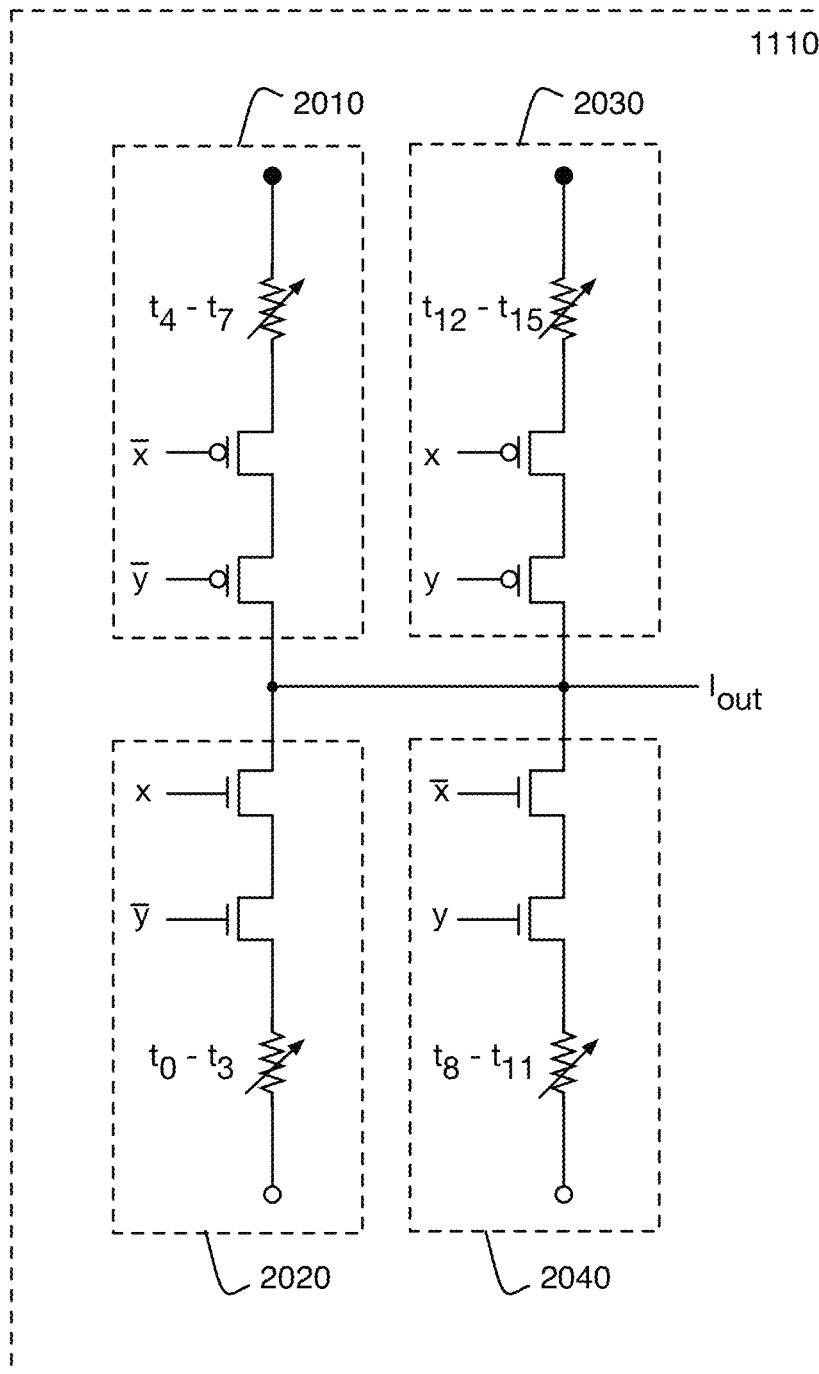 1110
2010
2030
t4 - t7
t12 - t15
x̅
x
y̅
y
Iout
x
x̅
y̅
y
t0 - t3
t8 - t11
2020
2040